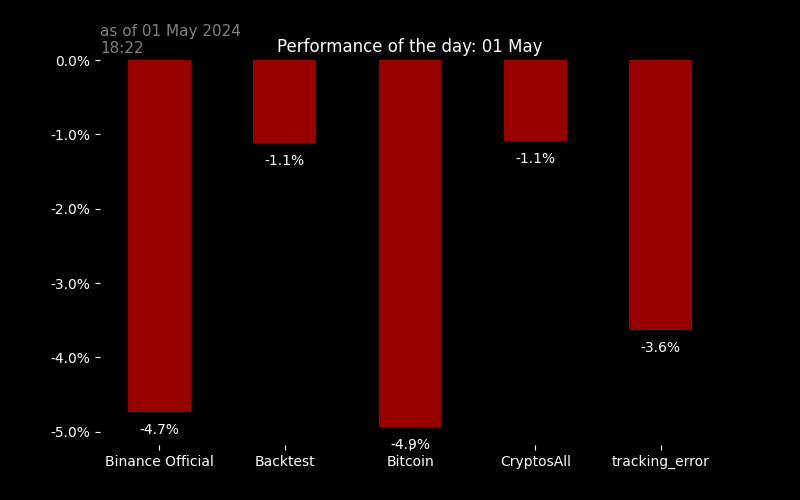 as of 01 May 2024
18:22
Performance of the day: 01 May
0.0%
-1.0%
-2.0%
-3.0%
-4.0%
-5.0%
-4.7%
-1.1%
-4.9%
-1.1%
-3.6%
Binance Official
Backtest
Bitcoin
CryptosAll
tracking_error